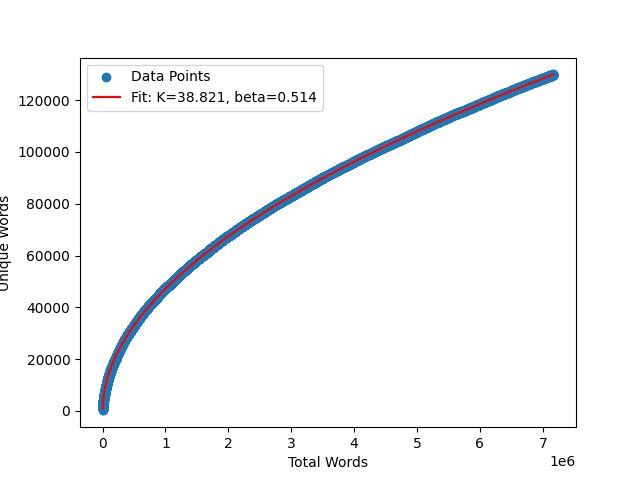 Data Points
Fit: K=38.821, beta=0.514
120000
100000
80000
60000
40000
20000
0
Unique Words
0 1 2 3 4 5 6 7
1e6
Total Words